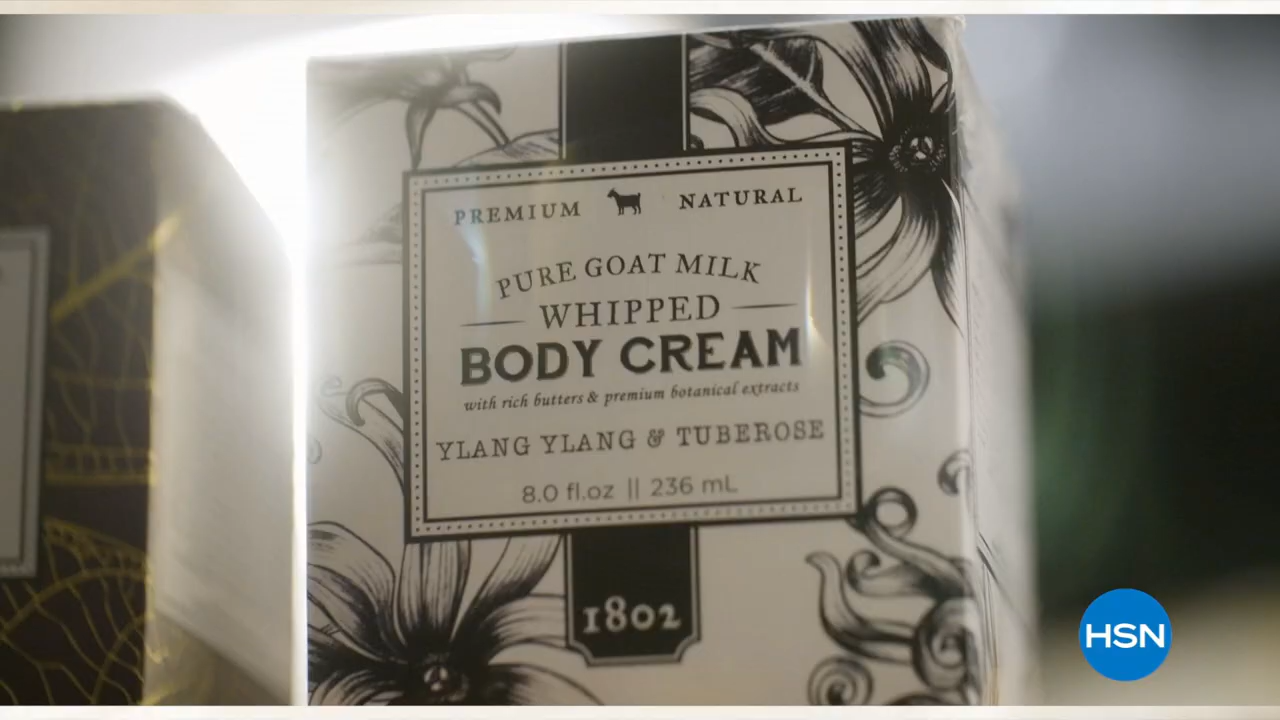 PREMIUM NATURAL
PURE GOAT MILK
WHIPPED
BODY CREAM
with rich butters & premium botanical extracts
YLANG YLANG & TUBEROSE
8.0 fl.oz || 236 mL
1802
HSN